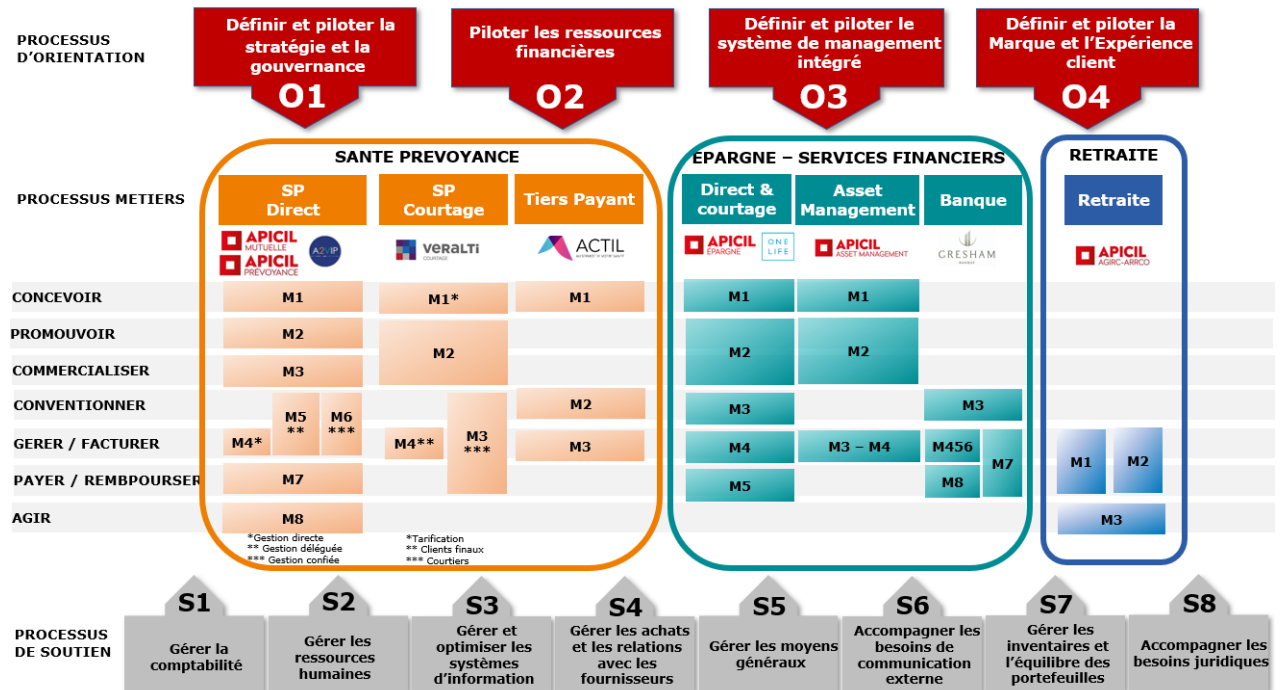 PROCESSUS
D'ORIENTATION
Définir et piloter la
stratégie et la
gouvernance
O1
Piloter les ressources
financières
O2
Définir et piloter le
système de management
intégré
O3
Définir et piloter la
Marque et l'Expérience
client
O4
PROCESSUS METIERS
SANTE PREVOYANCE
ÉPARGNE – SERVICES FINANCIERS
RETRAITE
SP
Direct
SP
Courtage
Tiers Payant
Direct &
courtage
Asset
Management
Banque
Retraite
APICIL
MUTUELLE
APICIL
PRÉVOYANCE
A2VIP
VERALTI
COURTAGE
ACTIL
APICIL
ÉPARGNE
ONE
LIFE
APICIL
ASSET MANAGEMENT
GRESHAM
BANQUE
APICIL
AGIRC-ARRCO
CONCEVOIR
M1
M1*
M1
M1
M1
PROMOUVOIR
M2
M2
M2
M2
COMMERCIALISER
M3
CONVENTIONNER
M5
**
M6
***
M3
***
M2
M3
M3
GERER / FACTURER
M4*
M4**
M3
M4
M3 – M4
M456
M7
M1
M2
PAYER / REMBPOURSER
M7
M5
M8
AGIR
M8
M3
*Gestion directe
** Gestion déléguée
*** Gestion confiée
*Tarification
** Clients finaux
*** Courtiers
PROCESSUS
DE SOUTIEN
S1
Gérer la
comptabilité
S2
Gérer les
ressources
humaines
S3
Gérer et
optimiser les
systèmes
d'information
S4
Gérer les achats
et les relations
avec les
fournisseurs
S5
Gérer les moyens
généraux
S6
Accompagner les
besoins de
communication
externe
S7
Gérer les
inventaires et
l'équilibre des
portefeuilles
S8
Accompagner les
besoins juridiques